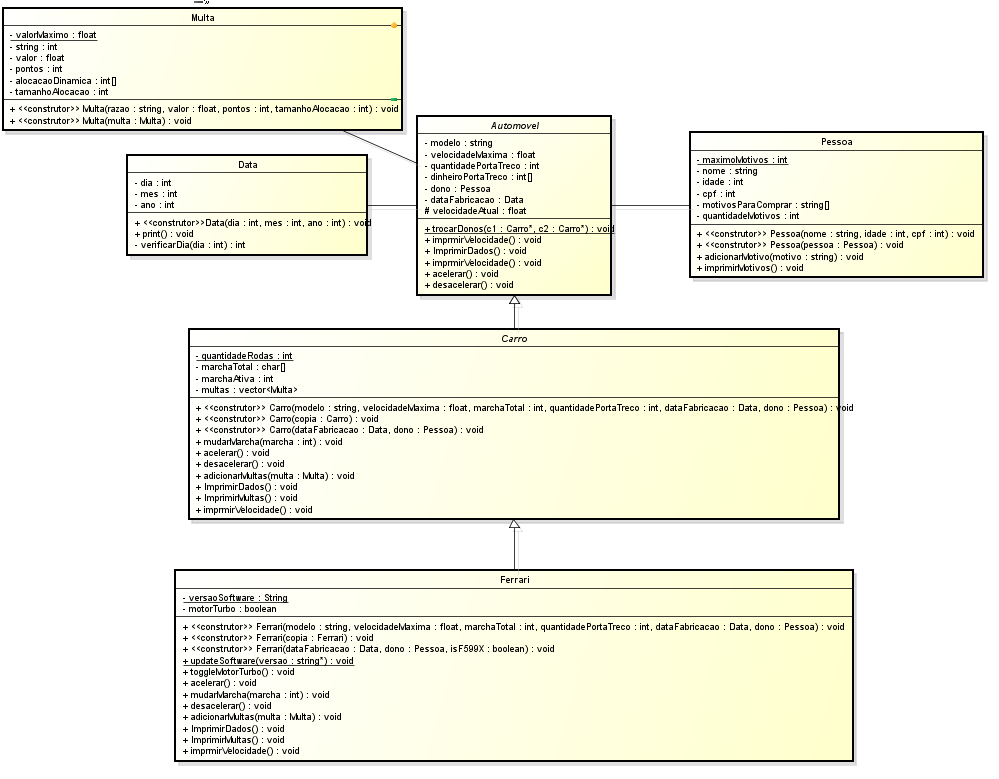 Multa
- valorMaximo : float
- string : int
- valor : float
- pontos : int
- alocacaoDinamica : int[]
- tamanhoAlocacao : int
+ <<construtor>> Multa(razao : string, valor : float, pontos : int, tamanhoAlocacao : int) : void
+ <<construtor>> Multa(multa : Multa) : void
Data
- dia : int
- mes : int
- ano : int
+ <<construtor>>Data(dia : int, mes : int, ano : int) : void
+ print() : void
- verificarDia(dia : int) : int
Automovel
- modelo : string
- velocidadeMaxima : float
- quantidadePortaTreco : int
- dinheiroPortaTreco : int[]
- dono : Pessoa
- dataFabricacao : Data
# velocidadeAtual : float
+ trocarDonos(c1 : Carro*, c2 : Carro*) : void
+ imprmirVelocidade() : void
+ ImprimirDados() : void
+ imprmirVelocidade() : void
+ acelerar() : void
+ desacelerar() : void
Pessoa
- maximoMotivos : int
- nome : string
- idade : int
- cpf : int
- motivosParaComprar : string[]
- quantidadeMotivos : int
+ <<construtor>> Pessoa(nome : string, idade : int, cpf : int) : void
+ <<construtor>> Pessoa(pessoa : Pessoa) : void
+ adicionarMotivo(motivo : string) : void
+ imprimirMotivos() : void
Carro
- quantidadeRodas : int
- marchaTotal : char[]
- marchaAtiva : int
- multas : vector<Multa>
+ <<construtor>> Carro(modelo : string, velocidadeMaxima : float, marchaTotal : int, quantidadePortaTreco : int, dataFabricacao : Data, dono : Pessoa) : void
+ <<construtor>> Carro(copia : Carro) : void
+ <<construtor>> Carro(dataFabricacao : Data, dono : Pessoa) : void
+ mudarMarcha(marcha : int) : void
+ acelerar() : void
+ desacelerar() : void
+ adicionarMultas(multa : Multa) : void
+ ImprimirDados() : void
+ ImprimirMultas() : void
+ imprmirVelocidade() : void
Ferrari
- versaoSoftware : String
- motorTurbo : boolean
+ <<construtor>> Ferrari(modelo : string, velocidadeMaxima : float, marchaTotal : int, quantidadePortaTreco : int, dataFabricacao : Data, dono : Pessoa) : void
+ <<construtor>> Ferrari(copia : Ferrari) : void
+ <<construtor>> Ferrari(dataFabricacao : Data, dono : Pessoa, isF599X : boolean) : void
+ updateSoftware(versao : string*) : void
+ toggleMotorTurbo() : void
+ acelerar() : void
+ mudarMarcha(marcha : int) : void
+ desacelerar() : void
+ adicionarMultas(multa : Multa) : void
+ ImprimirDados() : void
+ ImprimirMultas() : void
+ imprmirVelocidade() : void